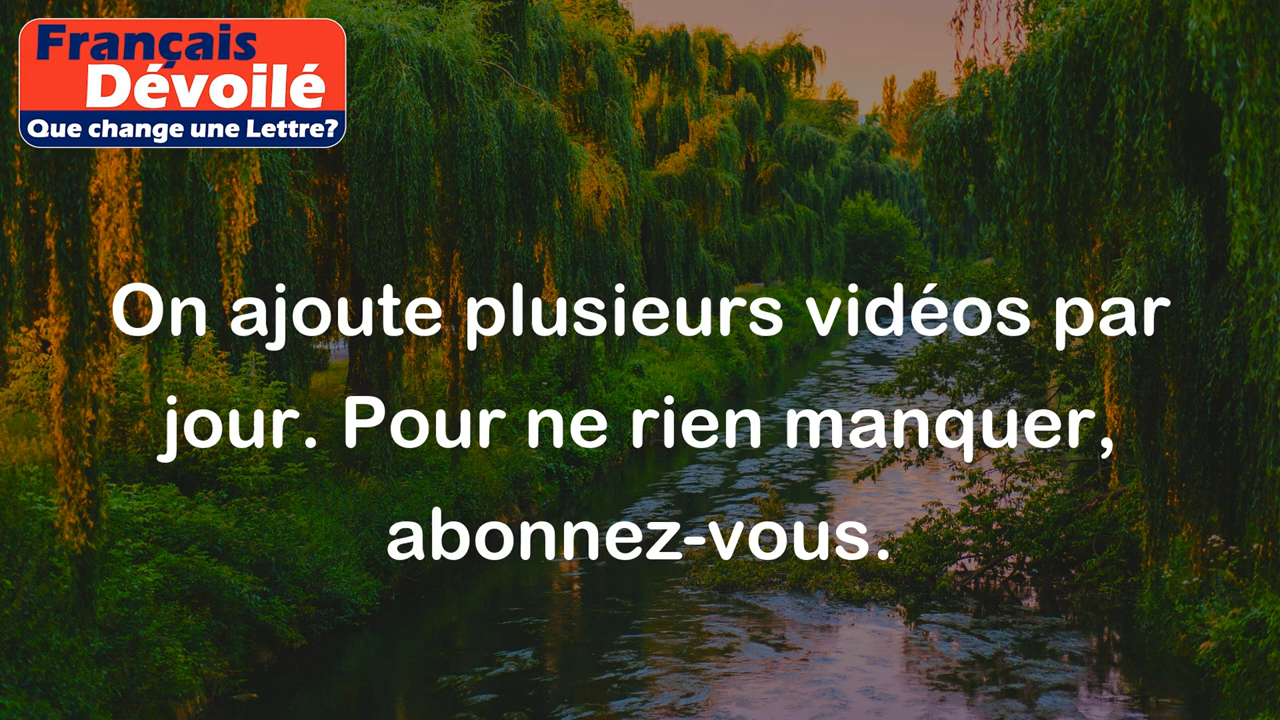 Français
Dévoilé
Que change une Lettre?
On ajoute plusieurs vidéos par
jour. Pour ne rien manquer,
abonnez-vous.